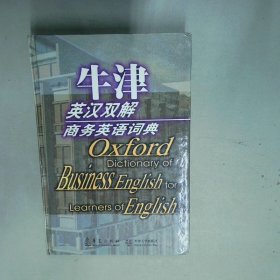 牛津
英汉双解
商务英语词典
Oxford
Dictionary of
Business English for
Learners of English